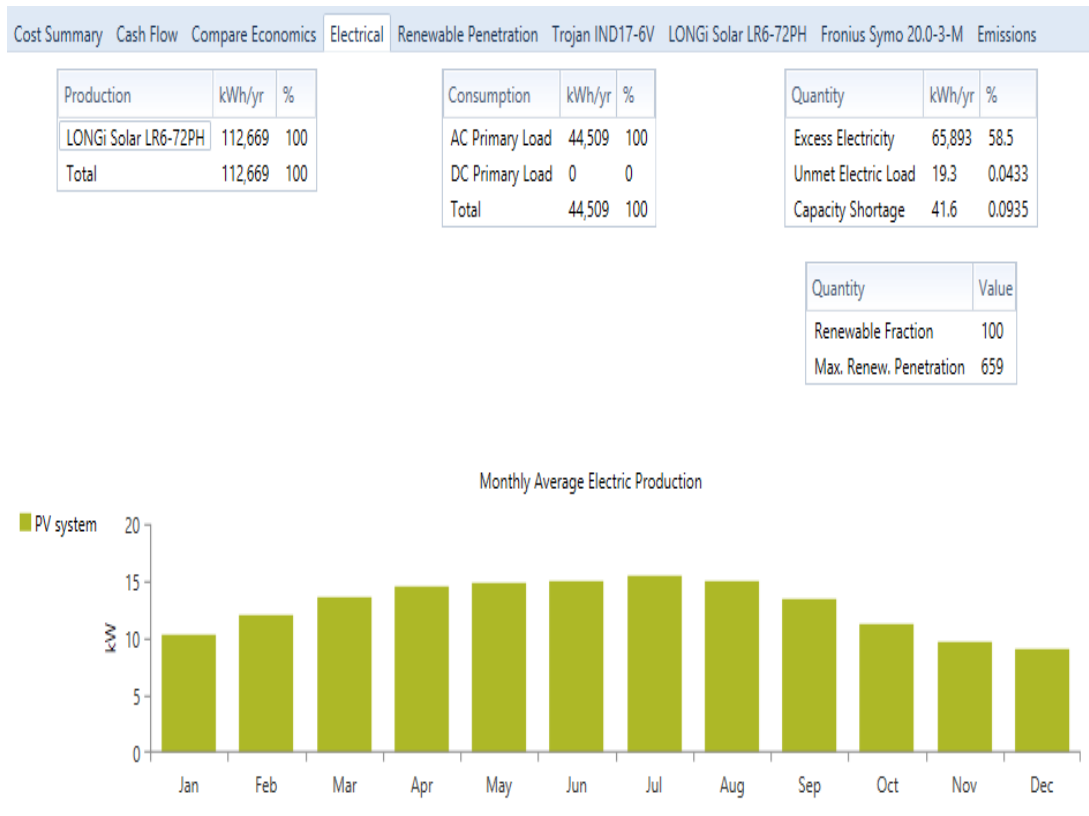 Cost Summary Cash Flow Compare Economics Electrical Renewable Penetration Trojan IND17-6V LONGi Solar LR6-72PH Fronius Symo 20.0-3-M Emissions
Production kWh/yr %
LONGi Solar LR6-72PH 112,669 100
Total 112,669 100
Consumption kWh/yr %
AC Primary Load 44,509 100
DC Primary Load 0 0
Total 44,509 100
Quantity kWh/yr %
Excess Electricity 65,893 58.5
Unmet Electric Load 19.3 0.0433
Capacity Shortage 41.6 0.0935
Quantity Value
Renewable Fraction 100
Max. Renew. Penetration 659
Monthly Average Electric Production
PV system
20
15
10
5
0
kW
Jan Feb Mar Apr May Jun Jul Aug Sep Oct Nov Dec